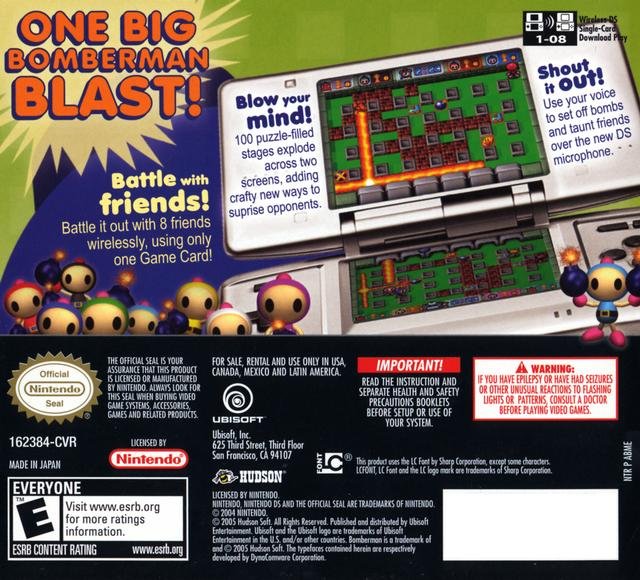 ONE BIG
BOMBERMAN
BLAST!
Battle with
friends!
Battle it out with 8 friends
wirelessly, using only
one Game Card!
Blow your
mind!
100 puzzle-filled
stages explode
across two
screens, adding
crafty new ways to
suprise opponents.
1-08
Wireless DS
Single-Card
Download Play
Shout
it out!
Use your voice
to set off bombs
and taunt friends
over the new DS
microphone.
Official
Nintendo
Seal
THE OFFICIAL SEAL IS YOUR
ASSURANCE THAT THIS PRODUCT
IS LICENSED OR MANUFACTURED
BY NINTENDO. ALWAYS LOOK FOR
THIS SEAL WHEN BUYING VIDEO
GAME SYSTEMS, ACCESSORIES,
GAMES AND RELATED PRODUCTS.
162384-CVR
MADE IN JAPAN
LICENSED BY
Nintendo
EVERYONE
E
Visit www.esrb.org
for more ratings
information.
ESRB CONTENT RATING www.esrb.org
FOR SALE, RENTAL AND USE ONLY IN USA,
CANADA, MEXICO AND LATIN AMERICA.
UBISOFT
Ubisoft, Inc.
625 Third Street, Third Floor
San Francisco, CA 94107
HUDSON
LICENSED BY NINTENDO.
NINTENDO, NINTENDO DS AND THE OFFICIAL SEAL ARE TRADEMARKS OF NINTENDO.
© 2004 NINTENDO.
© 2005 Hudson Soft. All Rights Reserved. Published and distributed by Ubisoft
Entertainment. Ubisoft and the Ubisoft logo are trademarks of Ubisoft
Entertainment in the U.S. and/or other countries. Bomberman is a trademark of
and © 2005 Hudson Soft. The typefaces contained herein are respectively
developed by DynaComware Corporation.
IMPORTANT!
READ THE INSTRUCTION AND
SEPARATE HEALTH AND SAFETY
PRECAUTIONS BOOKLETS
BEFORE SETUP OR USE OF
YOUR SYSTEM.
WARNING:
IF YOU HAVE EPILEPSY OR HAVE HAD SEIZURES
OR OTHER UNUSUAL REACTIONS TO FLASHING
LIGHTS OR PATTERNS, CONSULT A DOCTOR
BEFORE PLAYING VIDEO GAMES.
FONT LC ®
This product uses the LC Font by Sharp Corporation, except some characters.
LCFONT, LC Font and the LC logo mark are trademarks of Sharp Corporation.
NTR P ABME